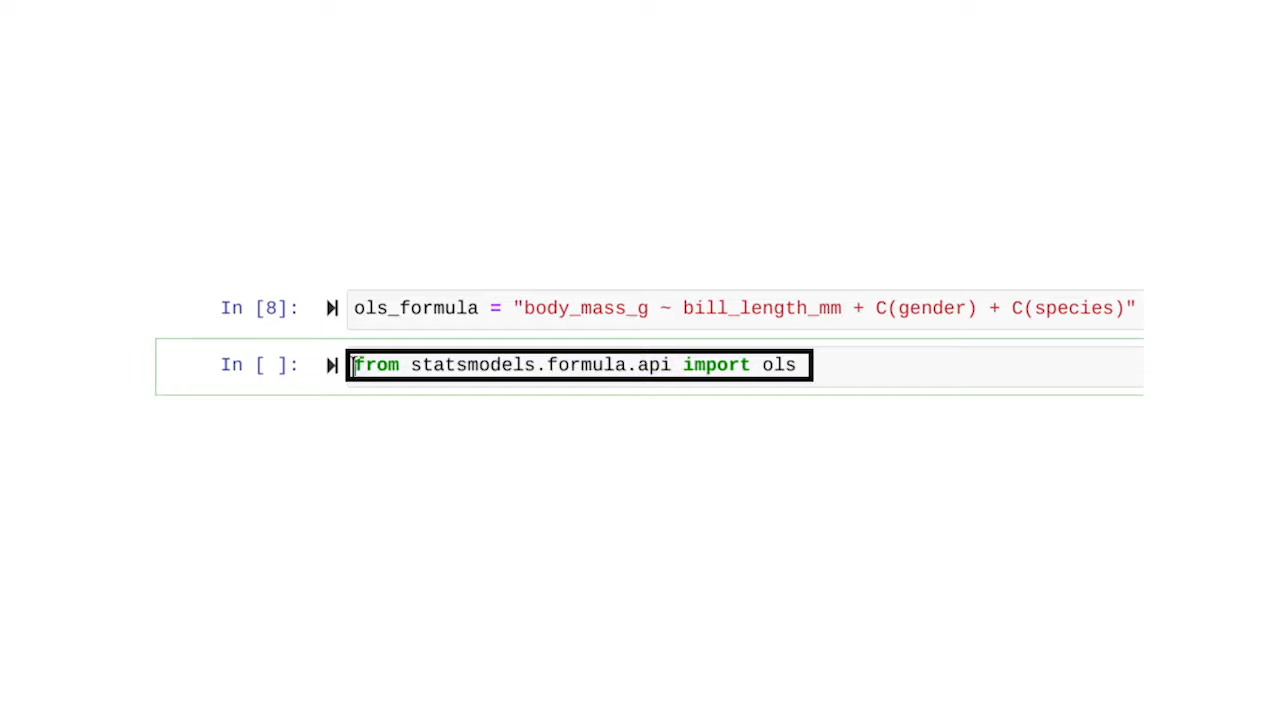 In [8]: ols_formula = "body_mass_g ~ bill_length_mm + C(gender) + C(species)"
In [ ]: from statsmodels.formula.api import ols